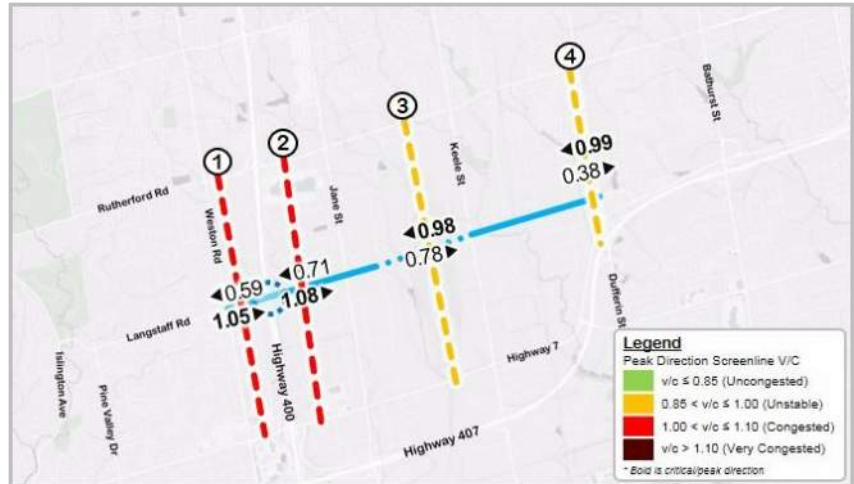 4
3
2
1
Bathurst St
Keele St
Jane St
Weston Rd
Rutherford Rd
◄0.99
0.38►
◄0.98
0.78►
◄0.71
1.08►
◄0.59
1.05►
Langstaff Rd
Islington Ave
Pine Valley Dr
Highway 400
Highway 7
Highway 407
Dufferin St
Legend
Peak Direction Screenline V/C
v/c ≤ 0.85 (Uncongested)
0.85 < v/c ≤ 1.00 (Unstable)
1.00 < v/c ≤ 1.10 (Congested)
v/c > 1.10 (Very Congested)
* Bold is critical/peak direction